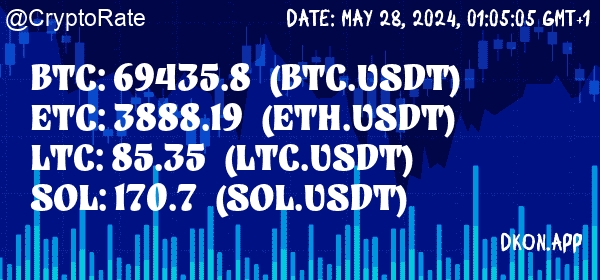 @CryptoRate
DATE: MAY 28, 2024, 01:05:05 GMT+1
BTC: 69435.8 (BTC.USDT)
ETC: 3888.19 (ETH.USDT)
LTC: 85.35 (LTC.USDT)
SOL: 170.7 (SOL.USDT)
DKON.APP